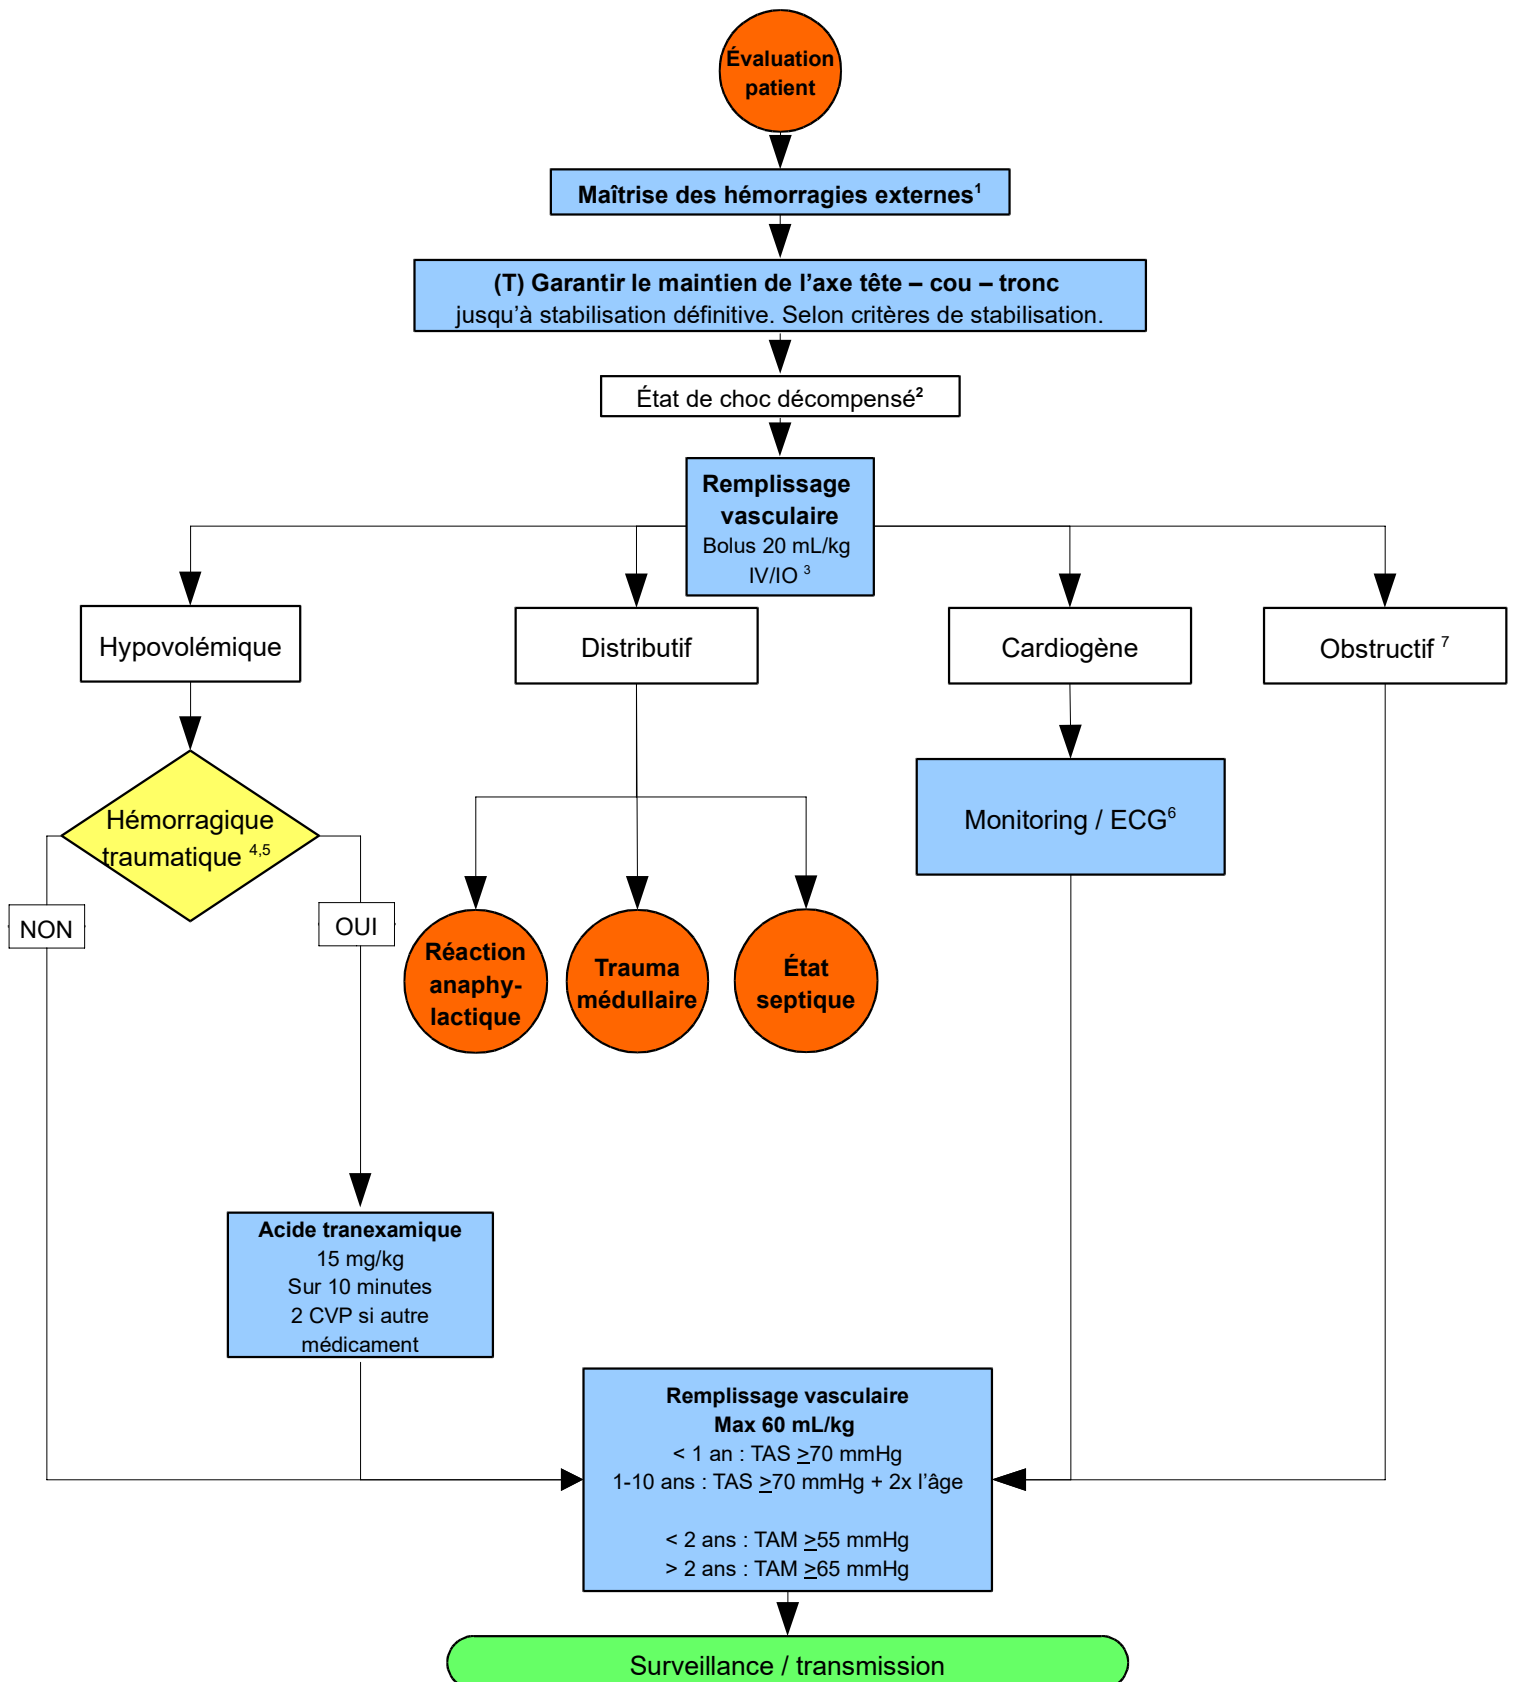 Évaluation
patient
Maîtrise des hémorragies externes¹
(T) Garantir le maintien de l’axe tête – cou – tronc
jusqu’à stabilisation définitive. Selon critères de stabilisation.
État de choc décompensé²
Remplissage
vasculaire
Bolus 20 mL/kg
IV/IO ³
Hypovolémique
Distributif
Cardiogène
Obstructif ⁷
Hémorragique
traumatique ⁴,⁵
Monitoring / ECG⁶
NON
OUI
Réaction
anaphy-
lactique
Trauma
médullaire
État
septique
Acide tranexamique
15 mg/kg
Sur 10 minutes
2 CVP si autre
médicament
Remplissage vasculaire
Max 60 mL/kg
< 1 an : TAS ≥70 mmHg
1-10 ans : TAS ≥70 mmHg + 2x l’âge
< 2 ans : TAM ≥55 mmHg
> 2 ans : TAM ≥65 mmHg
Surveillance / transmission